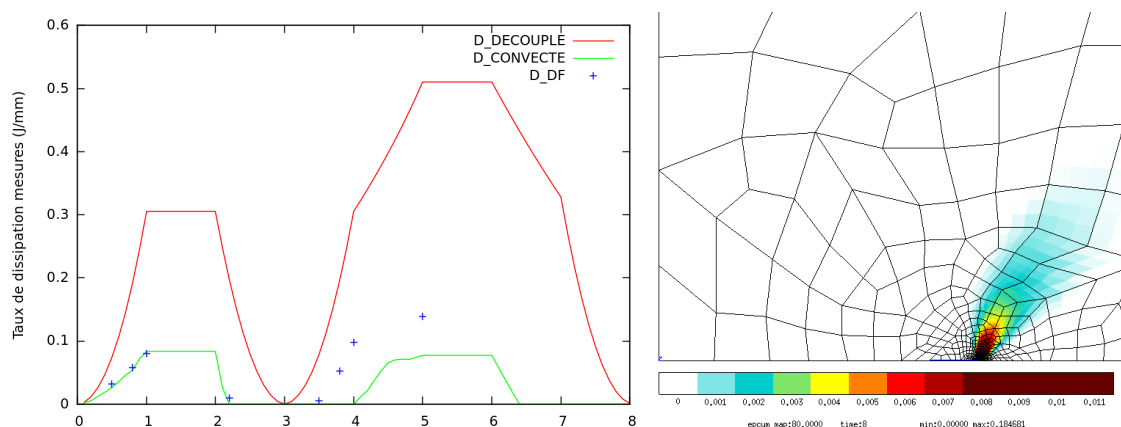 0.6
0.5
0.4
0.3
0.2
0.1
0
Taux de dissipation mesures (J/mm)
D_DECOUPLE
D_CONVECTE
D_DF
0 1 2 3 4 5 6 7 8
0 0,001 0,002 0,003 0,004 0,005 0,006 0,007 0,008 0,009 0,01 0,011
epcum map:80.0000 time:8 min:0.00000 max:0.184681